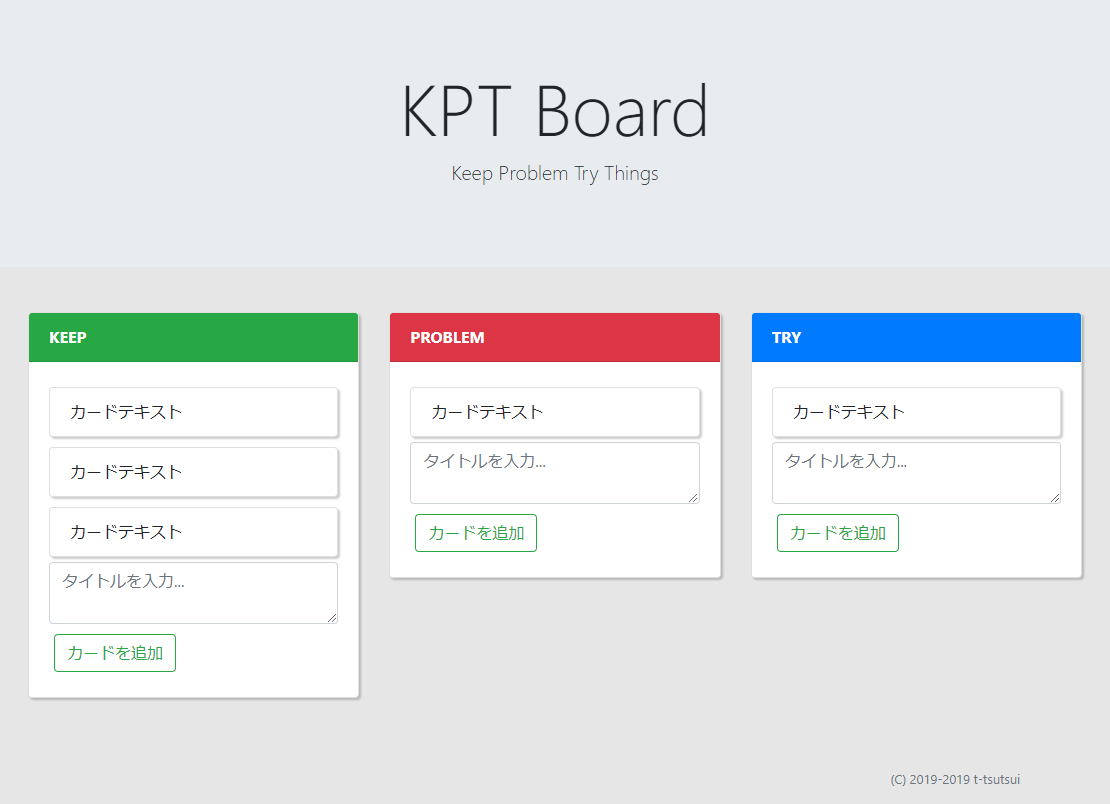 KPT Board
Keep Problem Try Things
KEEP
カードテキスト
カードテキスト
カードテキスト
タイトルを入力...
カードを追加
PROBLEM
カードテキスト
タイトルを入力...
カードを追加
TRY
カードテキスト
タイトルを入力...
カードを追加
(C) 2019-2019 t-tsutsui